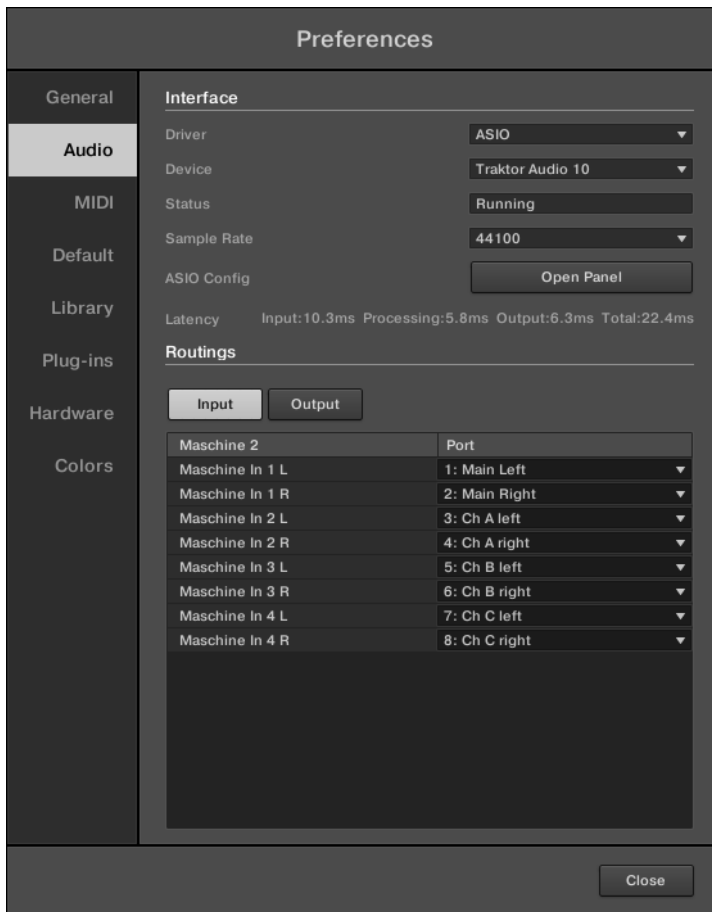 Preferences
General
Audio
MIDI
Default
Library
Plug-ins
Hardware
Colors
Interface
Driver ASIO
Device Traktor Audio 10
Status Running
Sample Rate 44100
ASIO Config Open Panel
Latency Input:10.3ms Processing:5.8ms Output:6.3ms Total:22.4ms
Routings
Input Output
Maschine 2 Port
Maschine In 1 L 1: Main Left
Maschine In 1 R 2: Main Right
Maschine In 2 L 3: Ch A left
Maschine In 2 R 4: Ch A right
Maschine In 3 L 5: Ch B left
Maschine In 3 R 6: Ch B right
Maschine In 4 L 7: Ch C left
Maschine In 4 R 8: Ch C right
Close